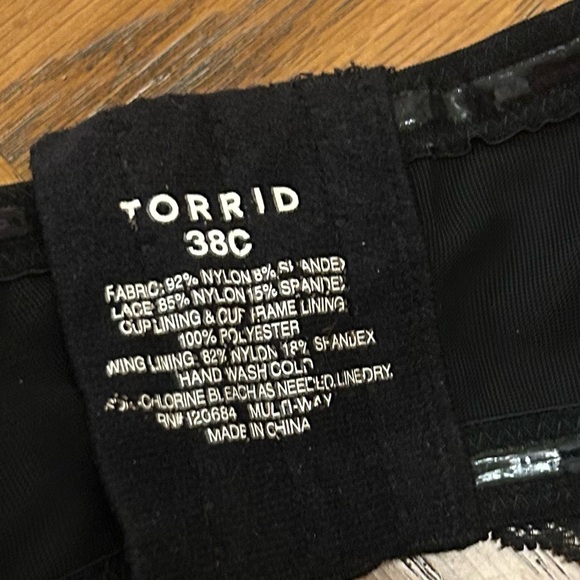 TORRID
38C
FABRIC: 92% NYLON 8% SPANDEX
LACE: 85% NYLON 15% SPANDEX
CUP LINING & CUP FRAME LINING
100% POLYESTER
WING LINING: 82% NYLON 18% SPANDEX
HAND WASH COLD
NON-CHLORINE BLEACH AS NEEDED. LINE DRY.
RN# 120684 MULTI-WAY
MADE IN CHINA